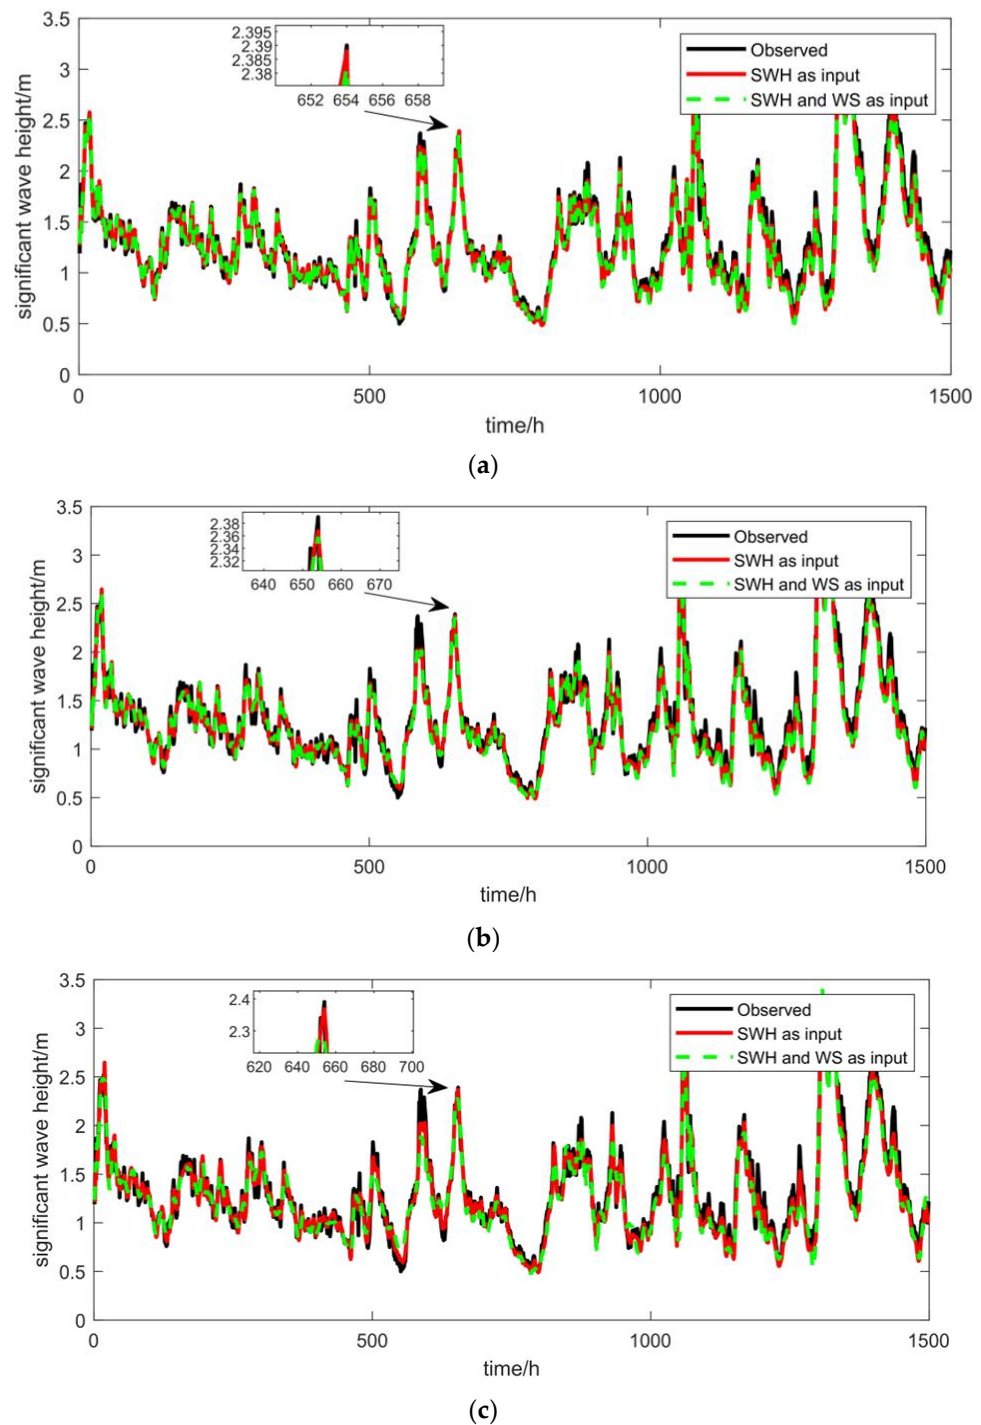 3.5
3
2.5
2
1.5
1
0.5
0
significant wave height/m
2.395
2.39
2.385
2.38
652 654 656 658
Observed
SWH as input
SWH and WS as input
0 500 1000 1500
time/h
(a)
3.5
3
2.5
2
1.5
1
0.5
0
significant wave height/m
2.38
2.36
2.34
2.32
640 650 660 670
Observed
SWH as input
SWH and WS as input
0 500 1000 1500
time/h
(b)
3.5
3
2.5
2
1.5
1
0.5
0
significant wave height/m
2.4
2.3
620 640 660 680 700
Observed
SWH as input
SWH and WS as input
0 500 1000 1500
time/h
(c)